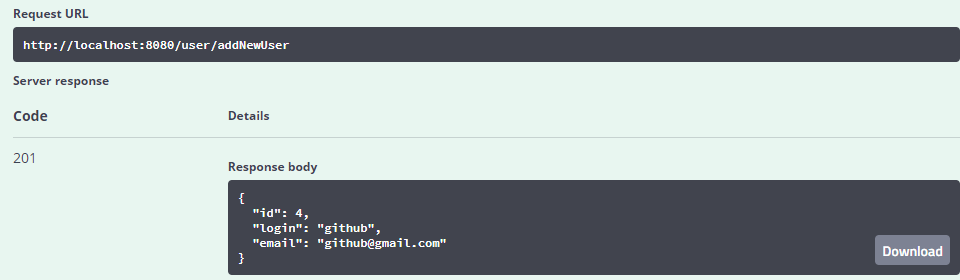 Request URL
http://localhost:8080/user/addNewUser
Server response
Code Details
201
Response body
{
  "id": 4,
  "login": "github",
  "email": "github@gmail.com"
}
Download